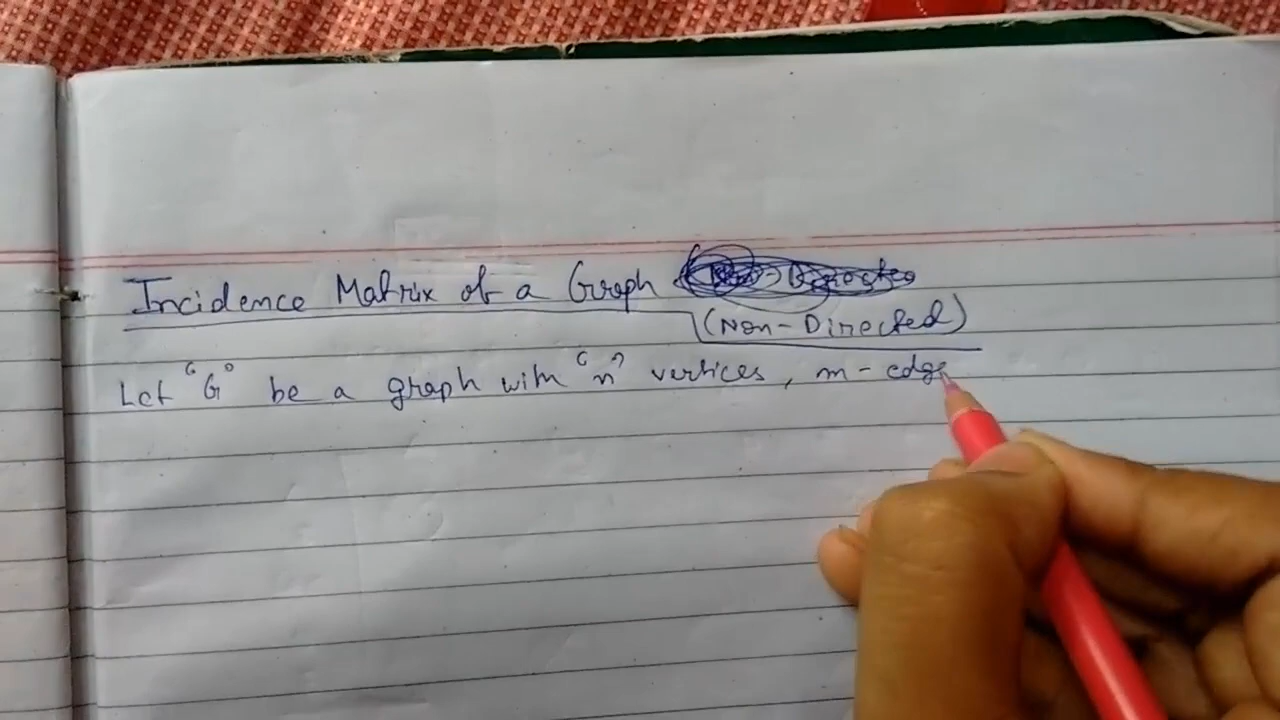 Incidence Matrix of a Graph
(Non-Directed)
Let "G" be a graph with "n" vertices, m-edge